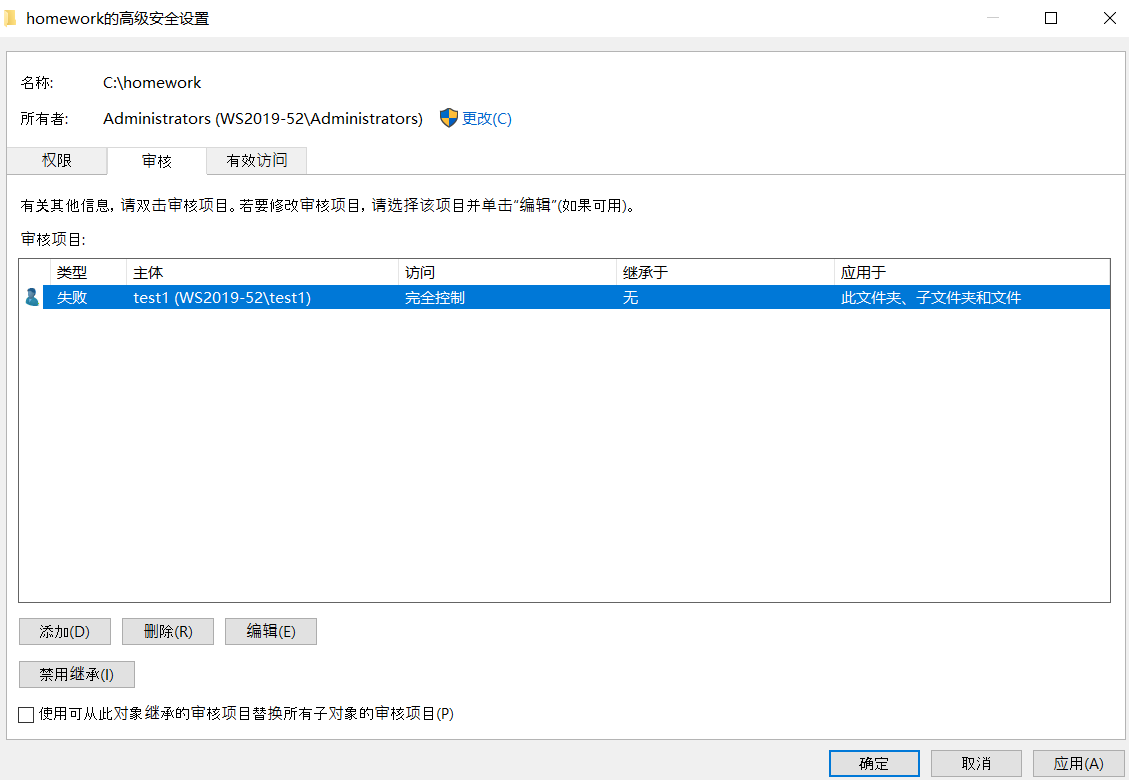 homework的高级安全设置
名称: C:\homework
所有者: Administrators (WS2019-52\Administrators) 更改(C)
权限 审核 有效访问
有关其他信息,请双击审核项目。若要修改审核项目,请选择该项目并单击“编辑”(如果可用)。
审核项目:
类型 主体 访问 继承于 应用于
失败 test1 (WS2019-52\test1) 完全控制 无 此文件夹、子文件夹和文件
添加(D) 删除(R) 编辑(E)
禁用继承(I)
使用可从此对象继承的审核项目替换所有子对象的审核项目(P)
确定 取消 应用(A)